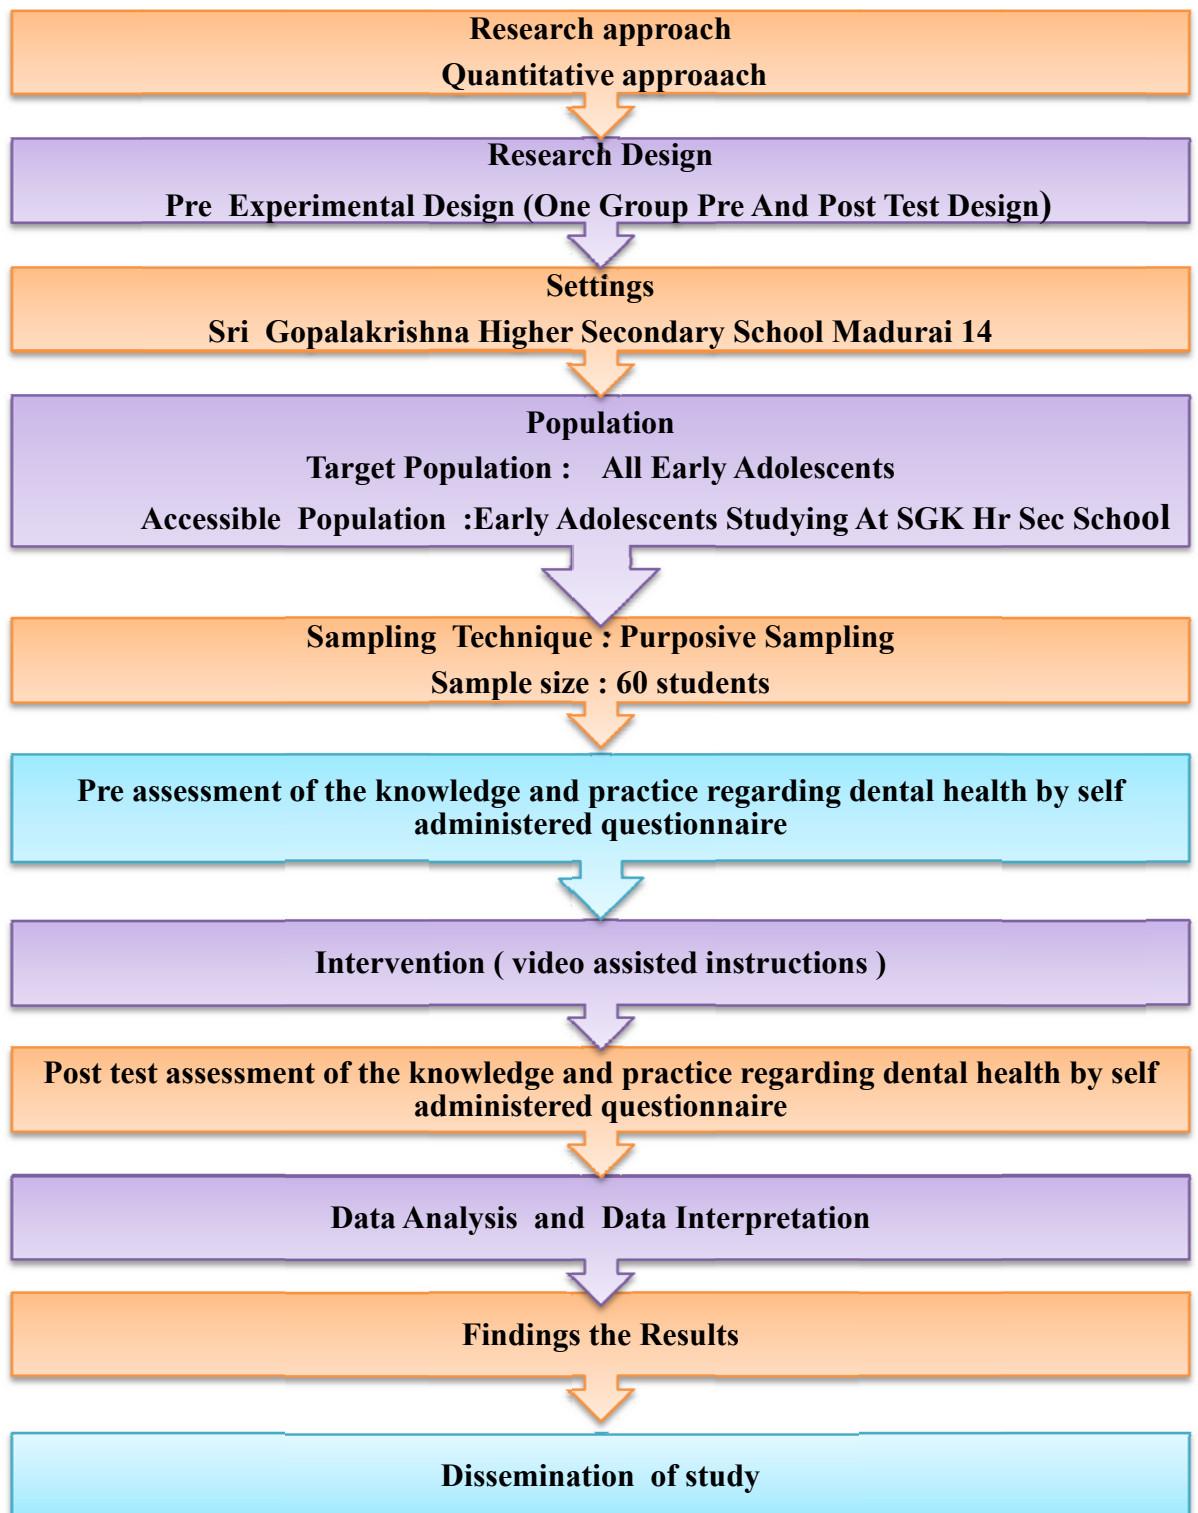 Research approach
Quantitative approaach
Research Design
Pre Experimental Design (One Group Pre And Post Test Design)
Settings
Sri Gopalakrishna Higher Secondary School Madurai 14
Population
Target Population : All Early Adolescents
Accessible Population :Early Adolescents Studying At SGK Hr Sec School
Sampling Technique : Purposive Sampling
Sample size : 60 students
Pre assessment of the knowledge and practice regarding dental health by self
administered questionnaire
Intervention ( video assisted instructions )
Post test assessment of the knowledge and practice regarding dental health by self
administered questionnaire
Data Analysis and Data Interpretation
Findings the Results
Dissemination of study